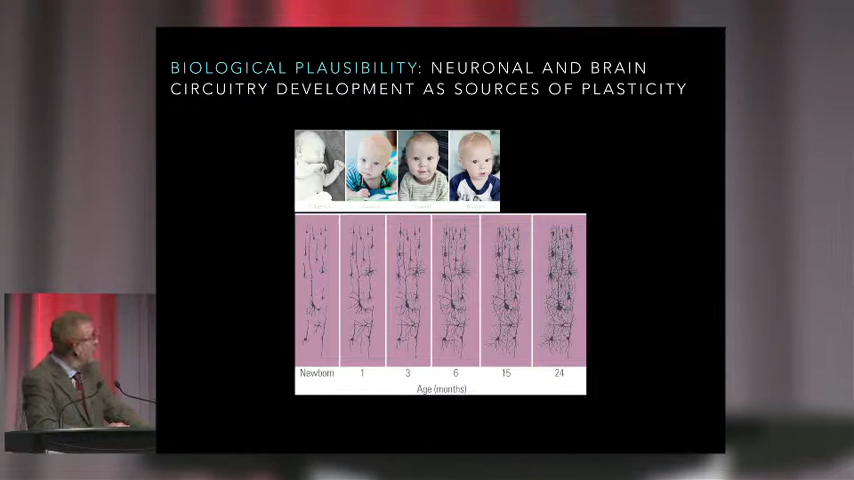 BIOLOGICAL PLAUSIBILITY: NEURONAL AND BRAIN
CIRCUITRY DEVELOPMENT AS SOURCES OF PLASTICITY
Newborn 1 3 6 15 24
Age (months)